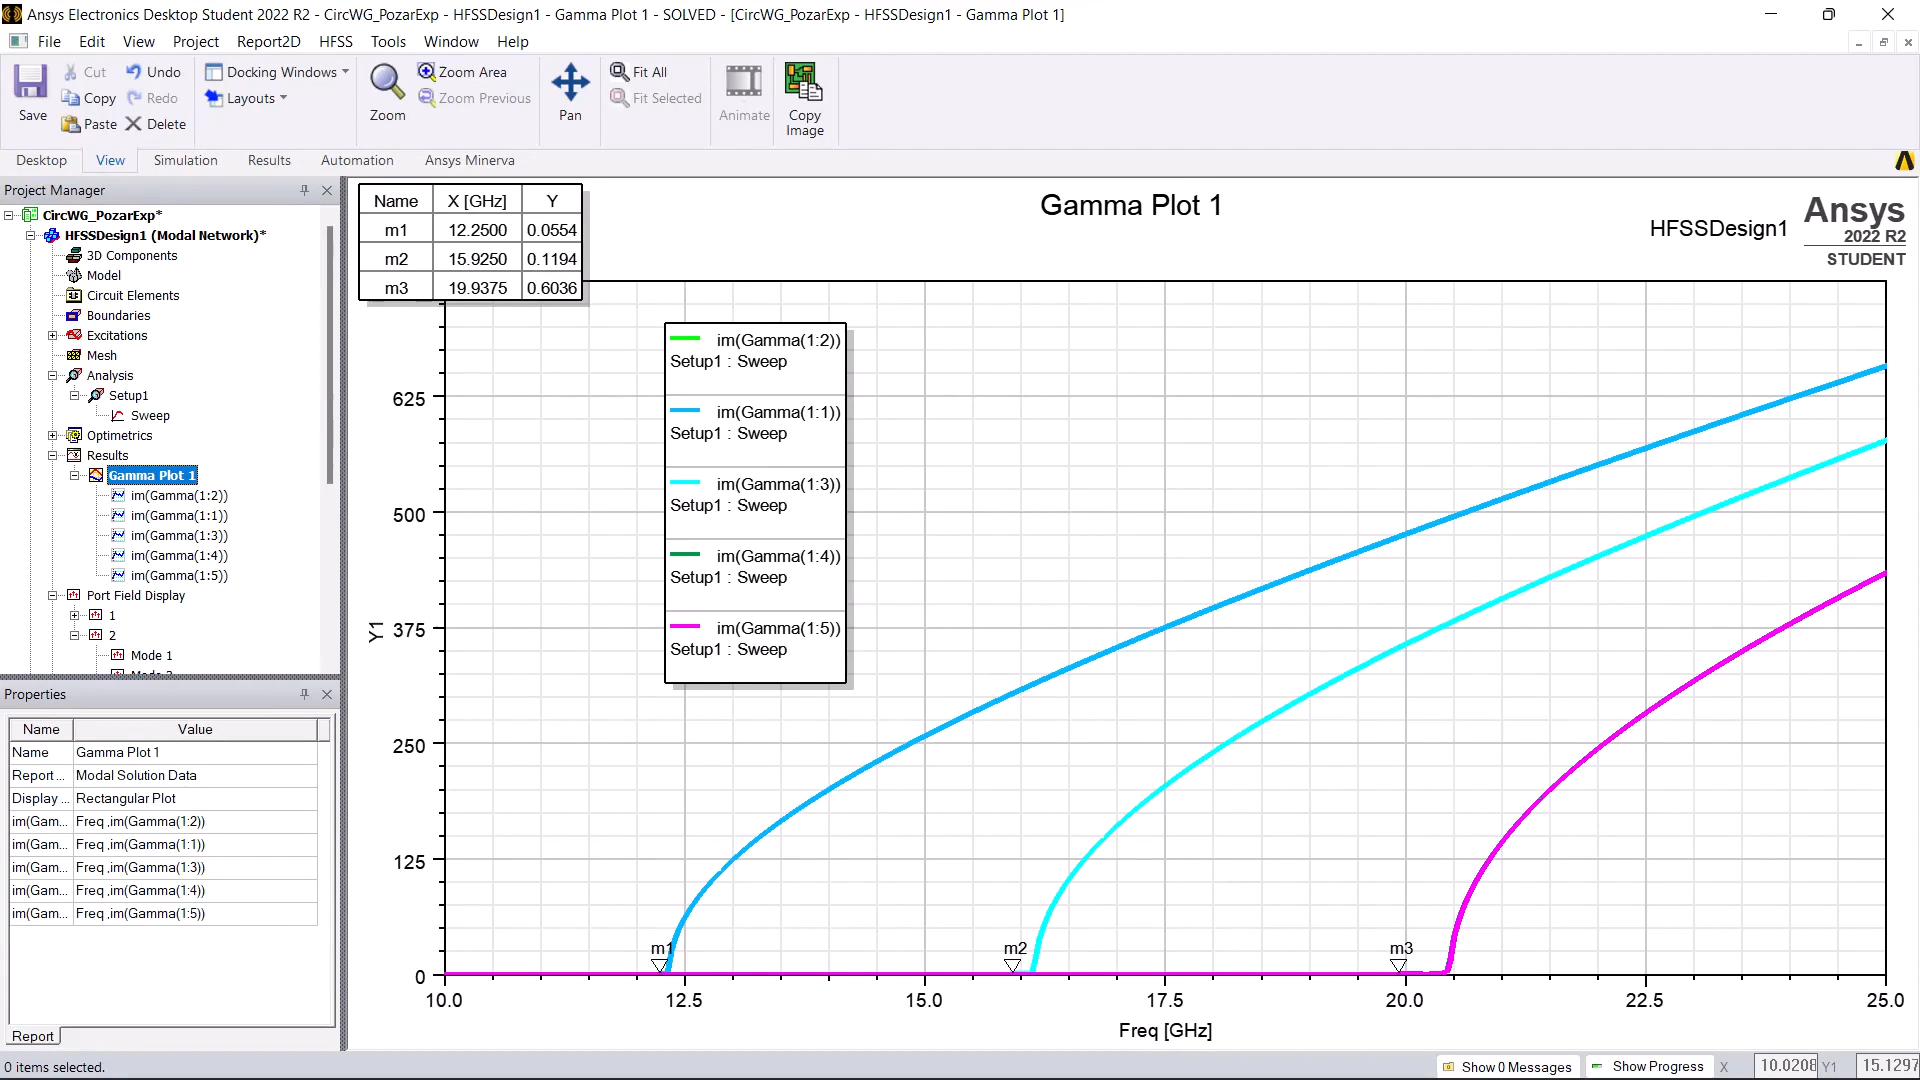 Ansys Electronics Desktop Student 2022 R2 - CircWG_PozarExp - HFSSDesign1 - Gamma Plot 1 - SOLVED - [CircWG_PozarExp - HFSSDesign1 - Gamma Plot 1]
File Edit View Project Report2D HFSS Tools Window Help
Save
Cut Undo
Copy Redo
Paste Delete
Docking Windows
Layouts
Zoom
Zoom Area
Zoom Previous
Pan
Fit All
Fit Selected
Animate
Copy
Image
Desktop View Simulation Results Automation Ansys Minerva
Project Manager
CircWG_PozarExp*
HFSSDesign1 (Modal Network)*
3D Components
Model
Circuit Elements
Boundaries
Excitations
Mesh
Analysis
Setup1
Sweep
Optimetrics
Results
Gamma Plot 1
im(Gamma(1:2))
im(Gamma(1:1))
im(Gamma(1:3))
im(Gamma(1:4))
im(Gamma(1:5))
Port Field Display
1
2
Mode 1
Properties
Name Value
Name Gamma Plot 1
Report ... Modal Solution Data
Display ... Rectangular Plot
im(Gam... Freq ,im(Gamma(1:2))
im(Gam... Freq ,im(Gamma(1:1))
im(Gam... Freq ,im(Gamma(1:3))
im(Gam... Freq ,im(Gamma(1:4))
im(Gam... Freq ,im(Gamma(1:5))
Report
Name X [GHz] Y
m1 12.2500 0.0554
m2 15.9250 0.1194
m3 19.9375 0.6036
Gamma Plot 1
HFSSDesign1
Ansys
2022 R2
STUDENT
im(Gamma(1:2))
Setup1 : Sweep
im(Gamma(1:1))
Setup1 : Sweep
im(Gamma(1:3))
Setup1 : Sweep
im(Gamma(1:4))
Setup1 : Sweep
im(Gamma(1:5))
Setup1 : Sweep
625
500
375
250
125
0
Y1
m1 m2 m3
10.0 12.5 15.0 17.5 20.0 22.5 25.0
Freq [GHz]
0 items selected.
Show 0 Messages Show Progress X 10.0208 Y1 15.1297